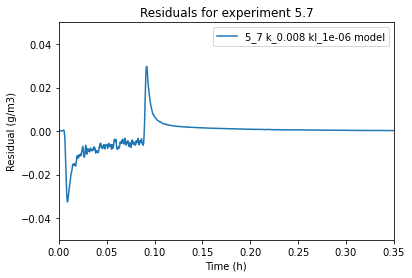 Residuals for experiment 5.7
5_7 k_0.008 kI_1e-06 model
Residual (g/m3)
0.04
0.02
0.00
−0.02
−0.04
0.00 0.05 0.10 0.15 0.20 0.25 0.30 0.35
Time (h)